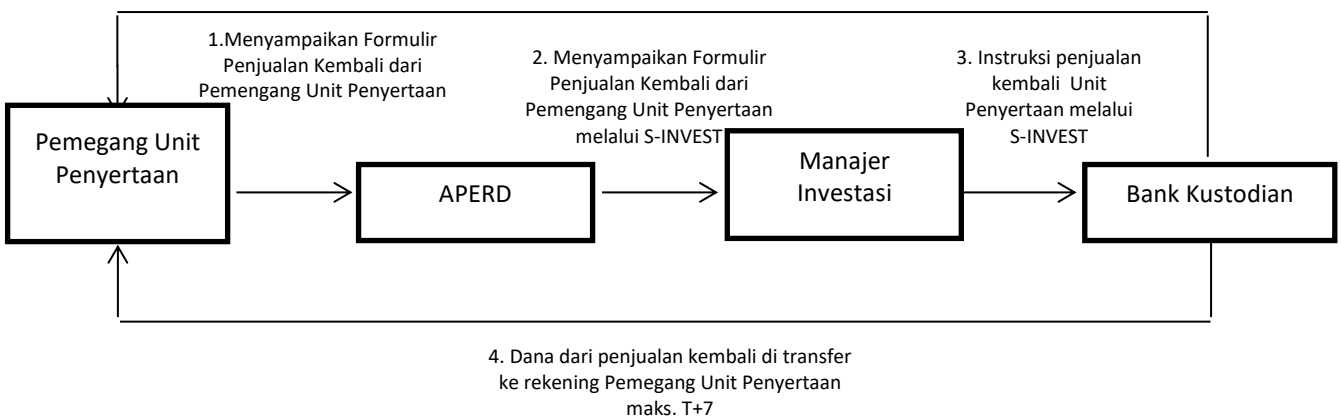 1.Menyampaikan Formulir
Penjualan Kembali dari
Pemengang Unit Penyertaan
2. Menyampaikan Formulir
Penjualan Kembali dari
Pemengang Unit Penyertaan
melalui S-INVEST
3. Instruksi penjualan
kembali Unit
Penyertaan melalui
S-INVEST
Pemegang Unit
Penyertaan
APERD
Manajer
Investasi
Bank Kustodian
4. Dana dari penjualan kembali di transfer
ke rekening Pemegang Unit Penyertaan
maks. T+7